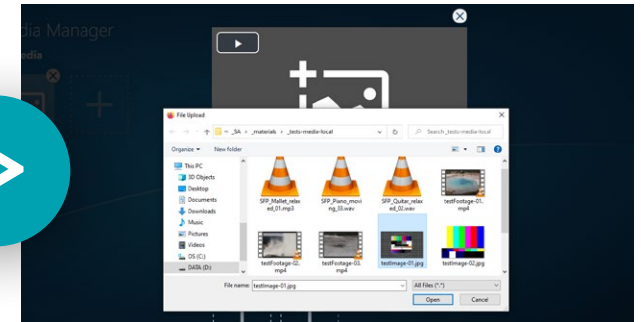 dia Manager
edia
File Upload
« _SA > _materials > _tests-media-local
Search _tests-media-local
Organize
New folder
This PC
3D Objects
Desktop
Documents
Downloads
Music
Pictures
Videos
OS (C:)
DATA (D:)
SFP_Mallet_relax
ed_01.mp3
SFP_Piano_movi
ng_03.wav
SFP_Guitar_relax
ed_02.wav
testFootage-01.
mp4
testFootage-02.
mp4
testFootage-03.
mp4
testImage-01.jpg
testImage-02.jpg
File name: testImage-01.jpg
All Files (*.*)
Open
Cancel